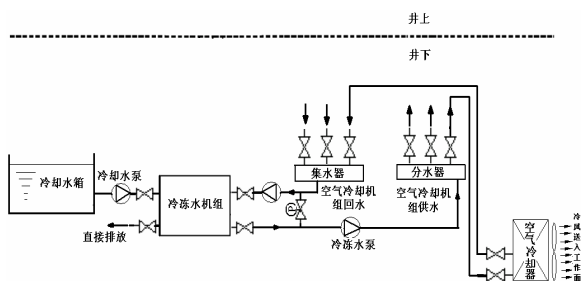 井上
井下
冷却水箱
冷却水泵
冷冻水机组
直接排放
集水器
空气冷却机
组回水
分水器
空气冷却机
组供水
P
冷冻水泵
空气冷却器
冷风送入工作面